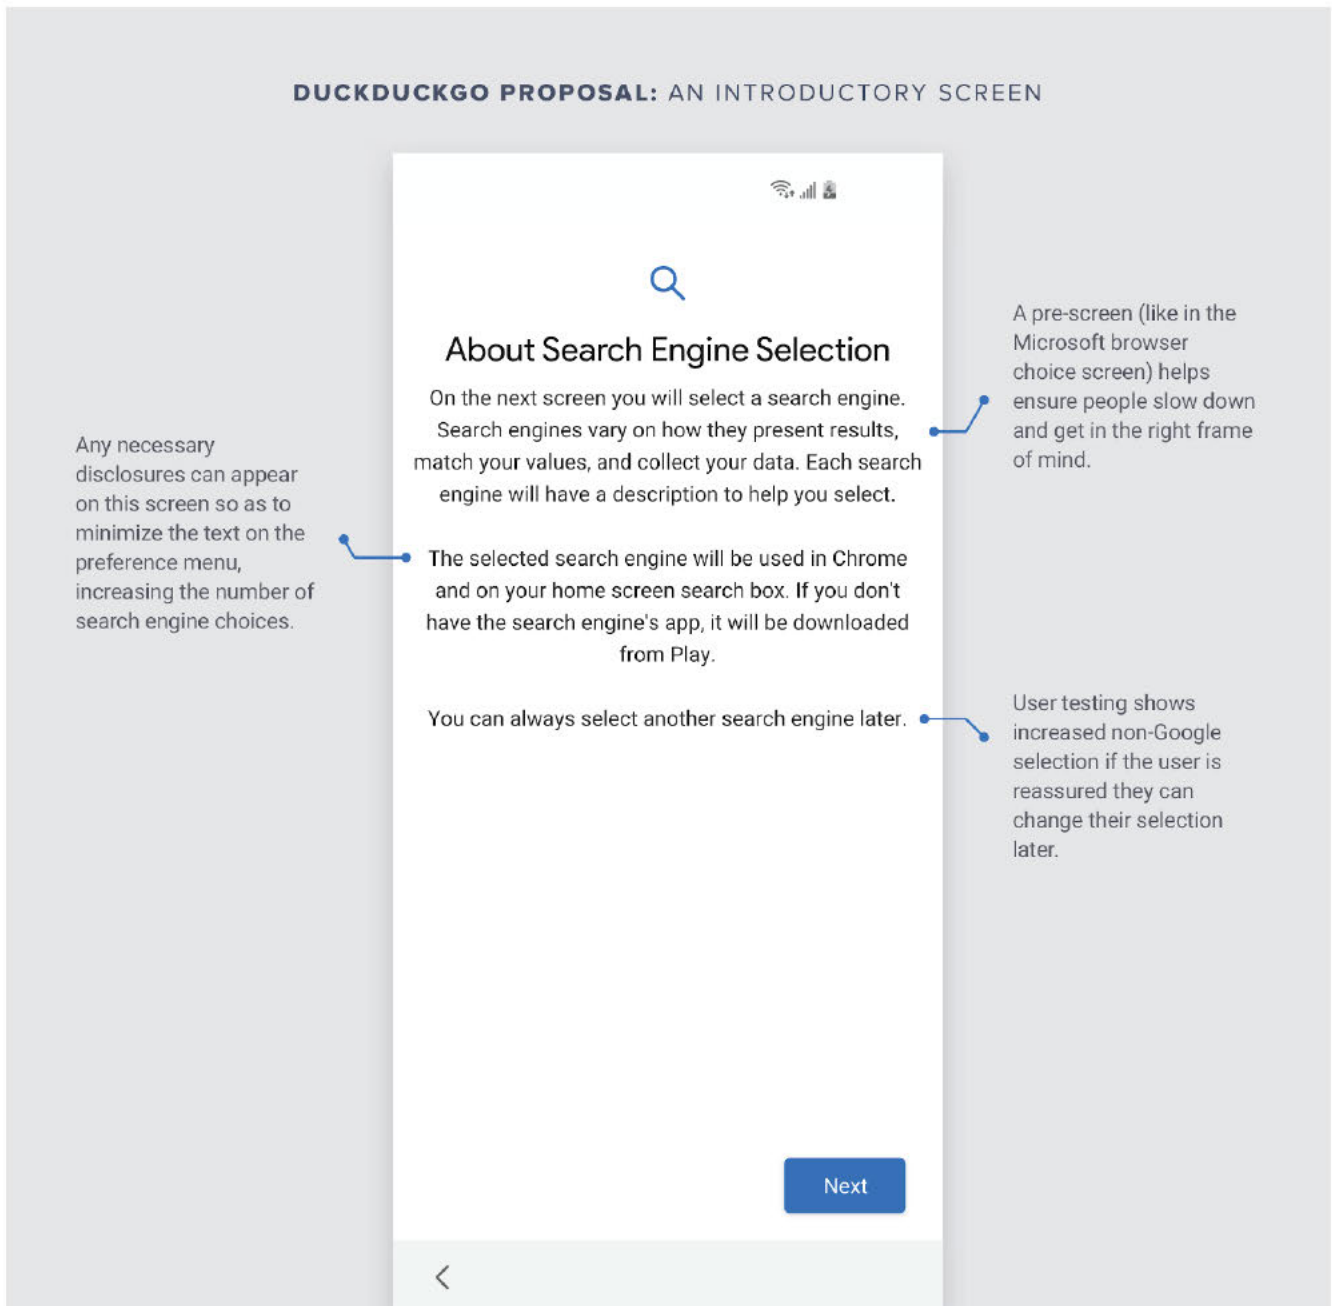 DUCKDUCKGO PROPOSAL: AN INTRODUCTORY SCREEN
About Search Engine Selection
On the next screen you will select a search engine.
Search engines vary on how they present results,
match your values, and collect your data. Each search
engine will have a description to help you select.
The selected search engine will be used in Chrome
and on your home screen search box. If you don't
have the search engine's app, it will be downloaded
from Play.
You can always select another search engine later.
Next
Any necessary
disclosures can appear
on this screen so as to
minimize the text on the
preference menu,
increasing the number of
search engine choices.
A pre-screen (like in the
Microsoft browser
choice screen) helps
ensure people slow down
and get in the right frame
of mind.
User testing shows
increased non-Google
selection if the user is
reassured they can
change their selection
later.